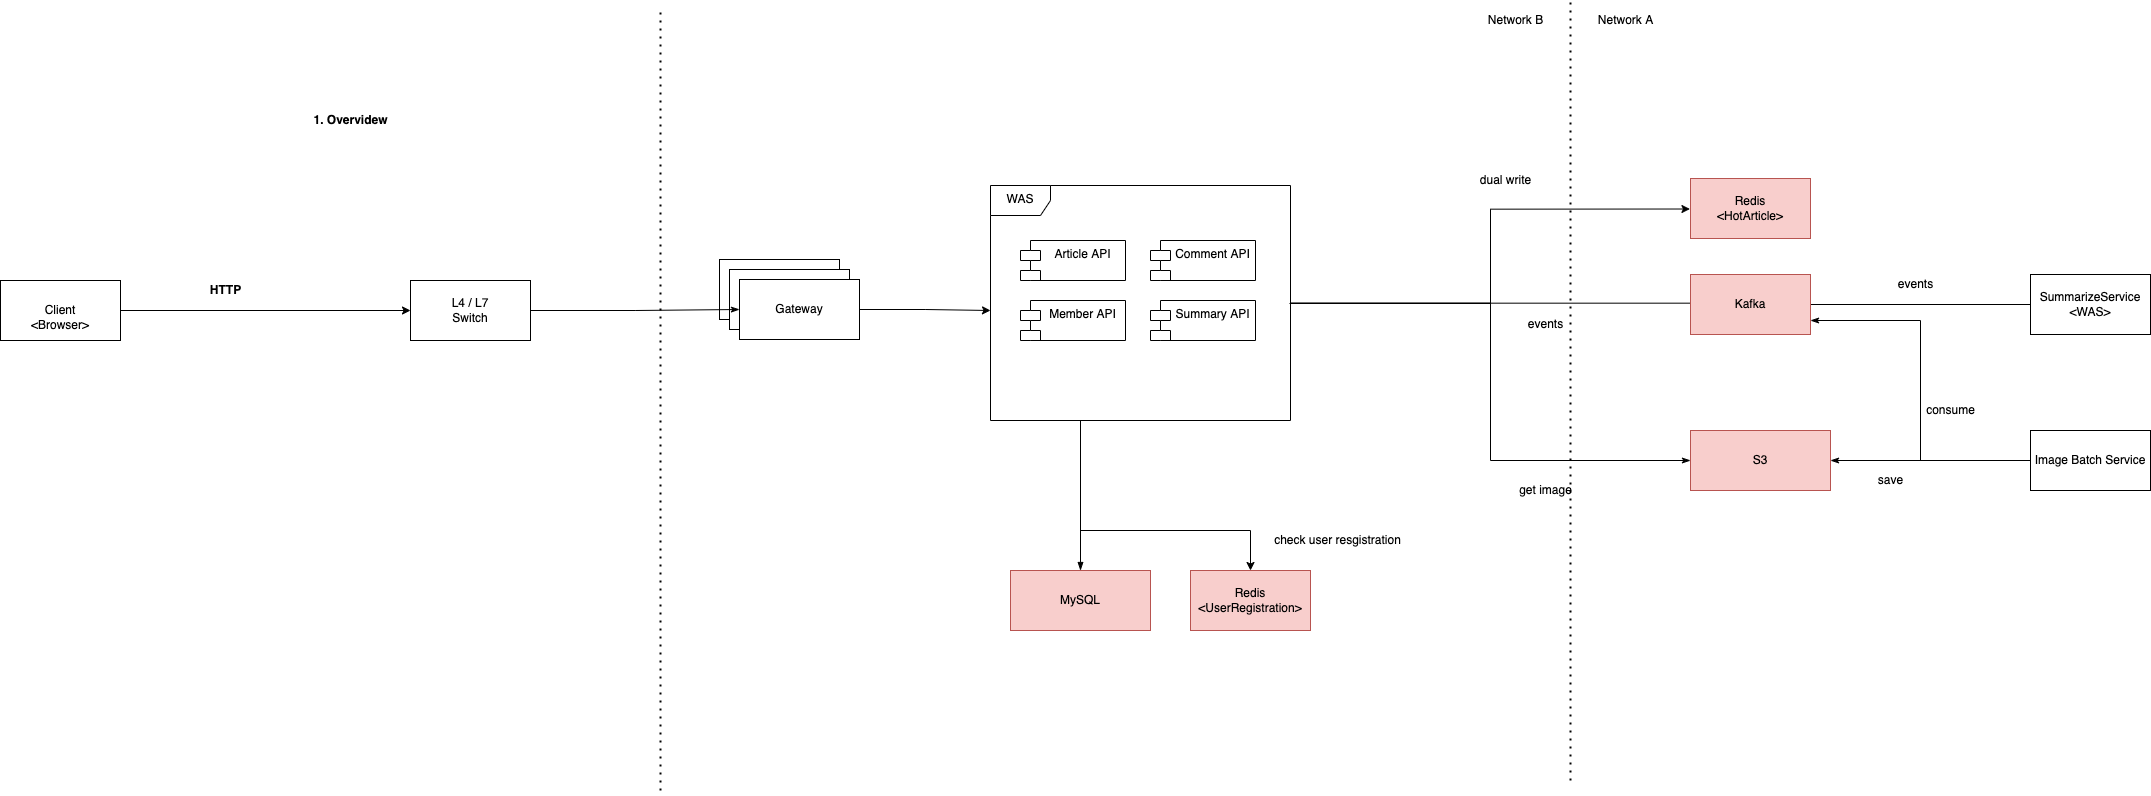 Network B
Network A
1. Overvidew
dual write
Redis
<HotArticle>
WAS
Article API
Comment API
Member API
Summary API
Client
<Browser>
HTTP
L4 / L7
Switch
Gateway
events
Kafka
events
SummarizeService
<WAS>
consume
S3
Image Batch Service
get image
save
check user resgistration
MySQL
Redis
<UserRegistration>